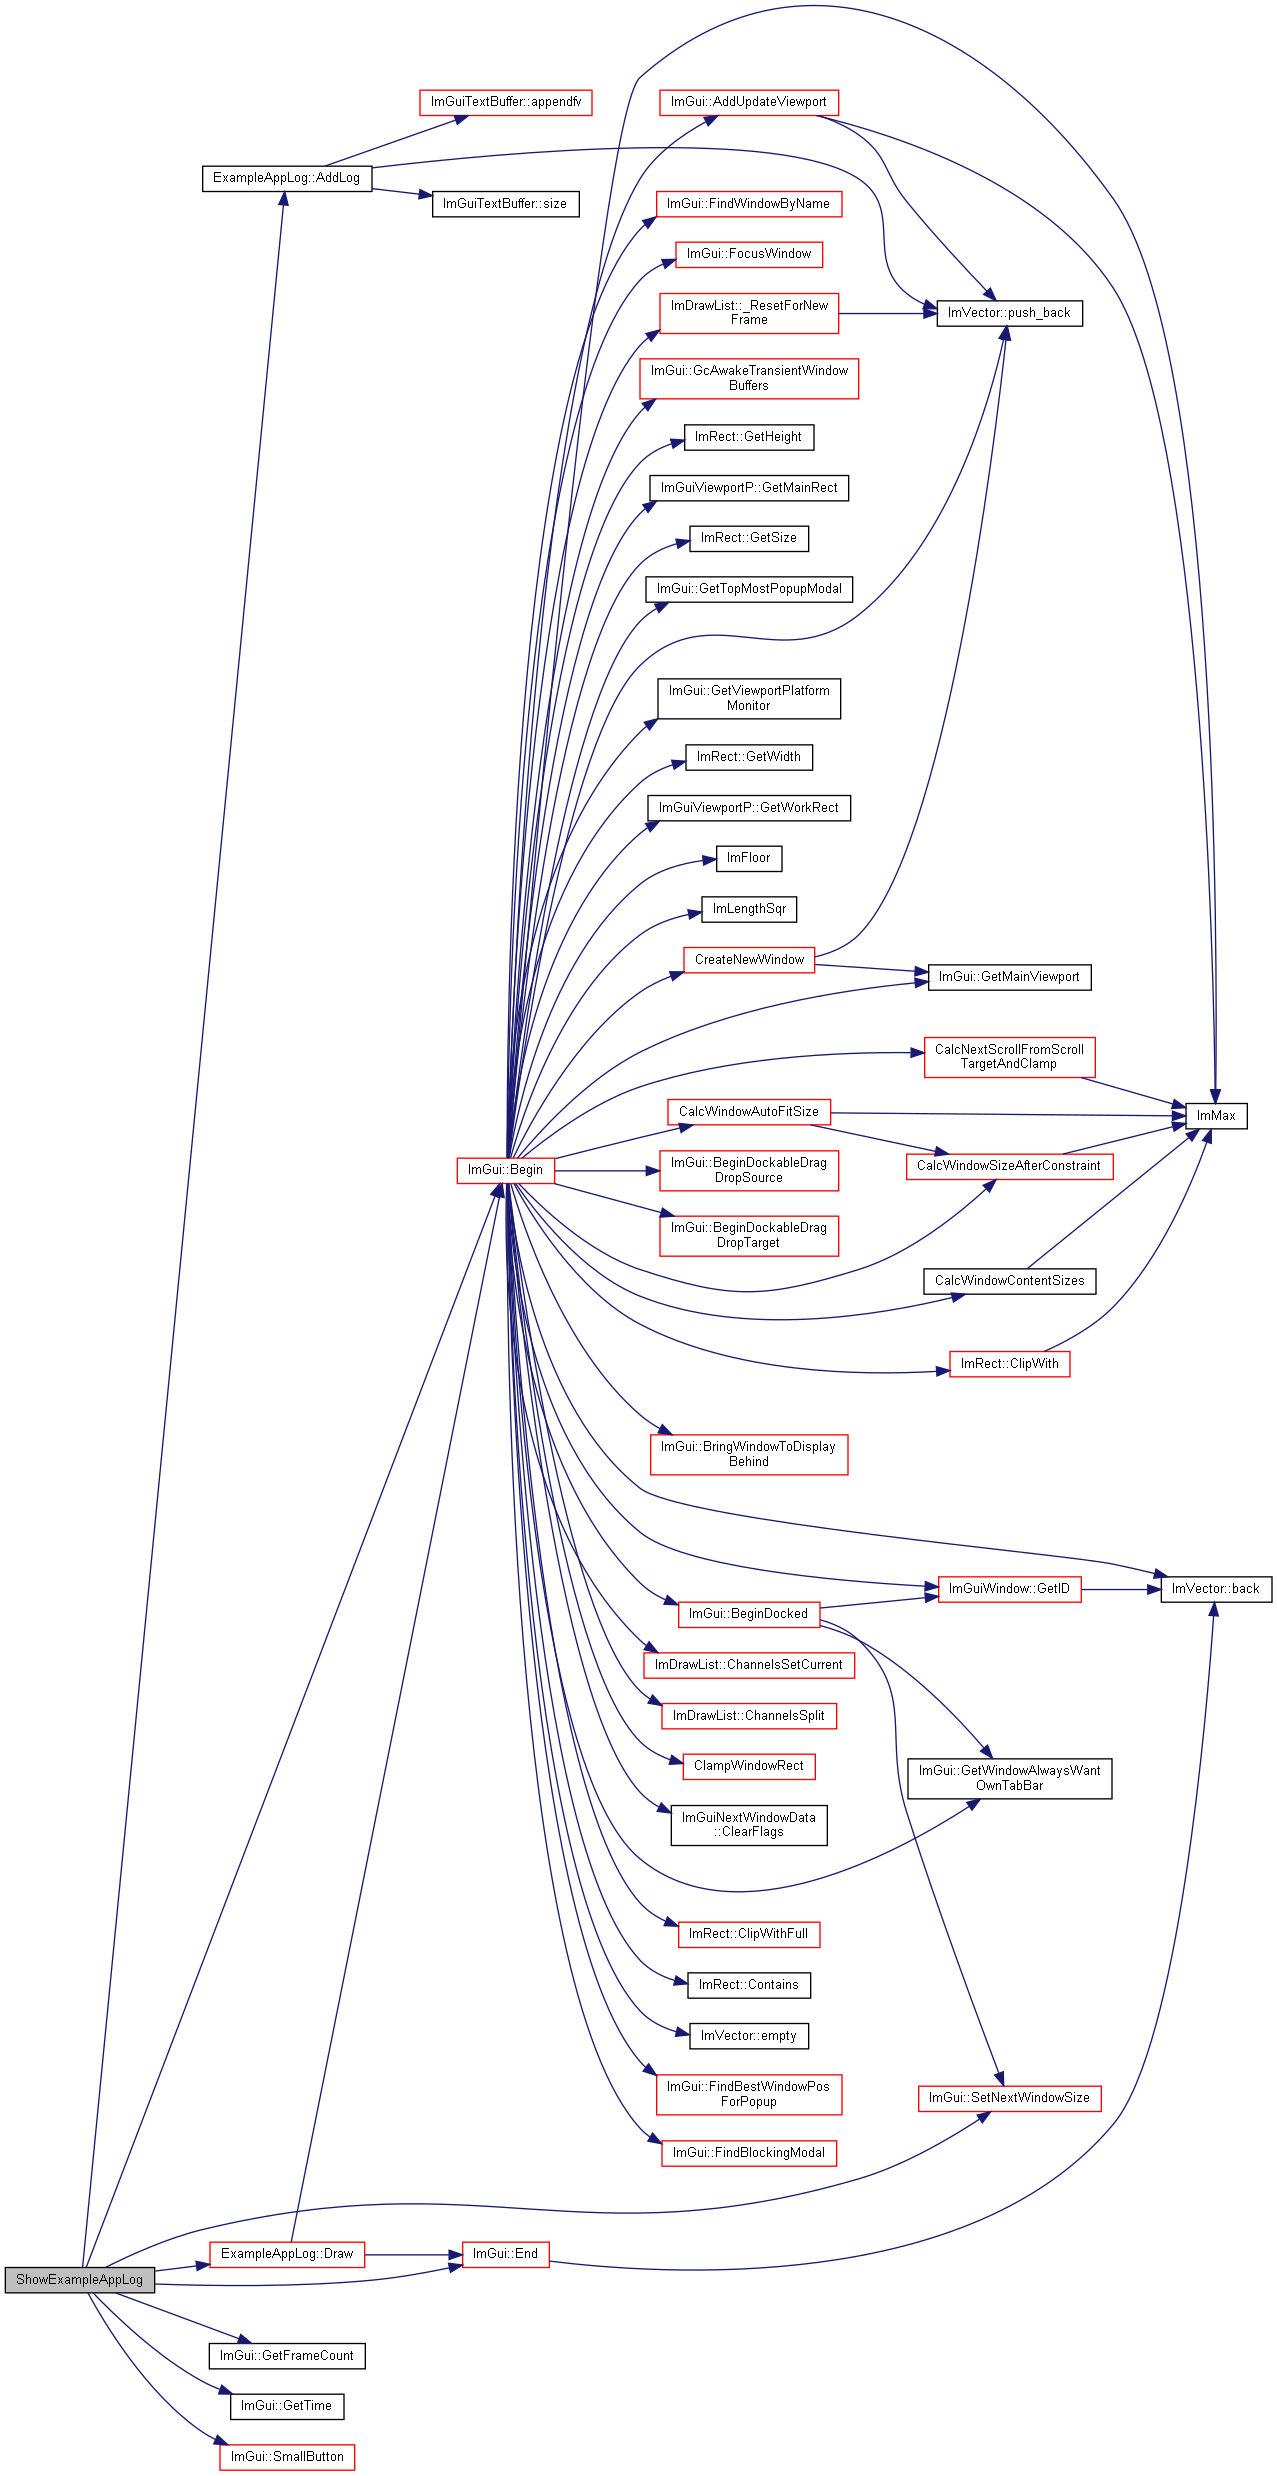 ImGui::AddUpdateViewport
ImGuiTextBuffer::appendfv
ExampleAppLog::AddLog
ImGuiTextBuffer::size
ImGui::FindWindowByName
ImGui::FocusWindow
ImDrawList::_ResetForNew
Frame
ImVector::push_back
ImGui::GcAwakeTransientWindow
Buffers
ImRect::GetHeight
ImGuiViewportP::GetMainRect
ImRect::GetSize
ImGui::GetTopMostPopupModal
ImGui::GetViewportPlatform
Monitor
ImRect::GetWidth
ImGuiViewportP::GetWorkRect
ImFloor
ImLengthSqr
CreateNewWindow
ImGui::GetMainViewport
CalcNextScrollFromScroll
TargetAndClamp
CalcWindowAutoFitSize
ImMax
ImGui::Begin
ImGui::BeginDockableDrag
DropSource
CalcWindowSizeAfterConstraint
ImGui::BeginDockableDrag
DropTarget
CalcWindowContentSizes
ImRect::ClipWith
ImGui::BringWindowToDisplay
Behind
ImGuiWindow::GetID
ImVector::back
ImGui::BeginDocked
ImDrawList::ChannelsSetCurrent
ImDrawList::ChannelsSplit
ClampWindowRect
ImGui::GetWindowAlwaysWant
OwnTabBar
ImGuiNextWindowData
::ClearFlags
ImRect::ClipWithFull
ImRect::Contains
ImVector::empty
ImGui::FindBestWindowPos
ForPopup
ImGui::SetNextWindowSize
ImGui::FindBlockingModal
ExampleAppLog::Draw
ImGui::End
ShowExampleAppLog
ImGui::GetFrameCount
ImGui::GetTime
ImGui::SmallButton